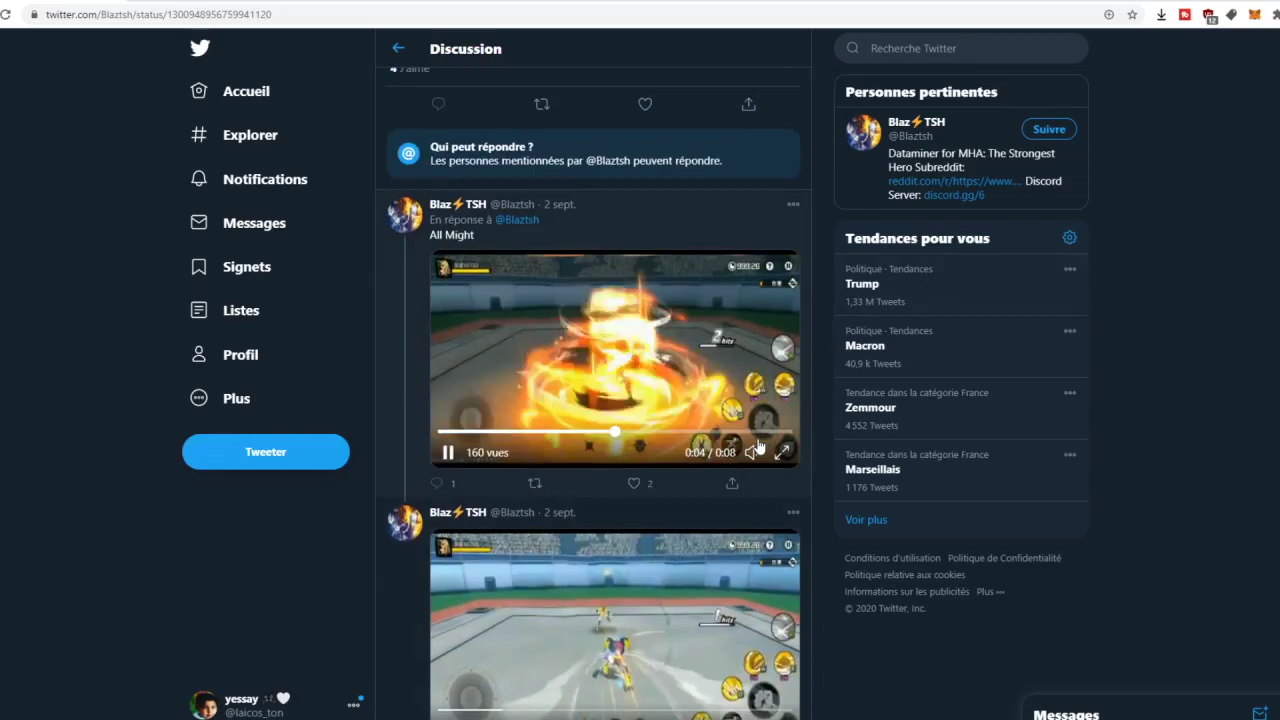 twitter.com/Blaztsh/status/1300948956759941120
12
Accueil
Explorer
Notifications
Messages
Signets
Listes
Profil
Plus
Tweeter
yessay
@laicos_ton
Discussion
4 J'aime
Qui peut répondre ?
Les personnes mentionnées par @Blaztsh peuvent répondre.
Blaz⚡TSH @Blaztsh · 2 sept.
En réponse à @Blaztsh
All Might
2 hits
160 vues
0:04 / 0:08
1
2
Blaz⚡TSH @Blaztsh · 2 sept.
Recherche Twitter
Personnes pertinentes
Blaz⚡TSH
@Blaztsh
Suivre
Dataminer for MHA: The Strongest
Hero Subreddit:
reddit.com/r/https://www.... Discord
Server: discord.gg/6
Tendances pour vous
Politique · Tendances
Trump
1,33 M Tweets
Politique · Tendances
Macron
40,9 k Tweets
Tendance dans la catégorie France
Zemmour
4 552 Tweets
Tendance dans la catégorie France
Marseillais
1 176 Tweets
Voir plus
Conditions d'utilisation Politique de Confidentialité
Politique relative aux cookies
Informations sur les publicités Plus
© 2020 Twitter, Inc.
Messages